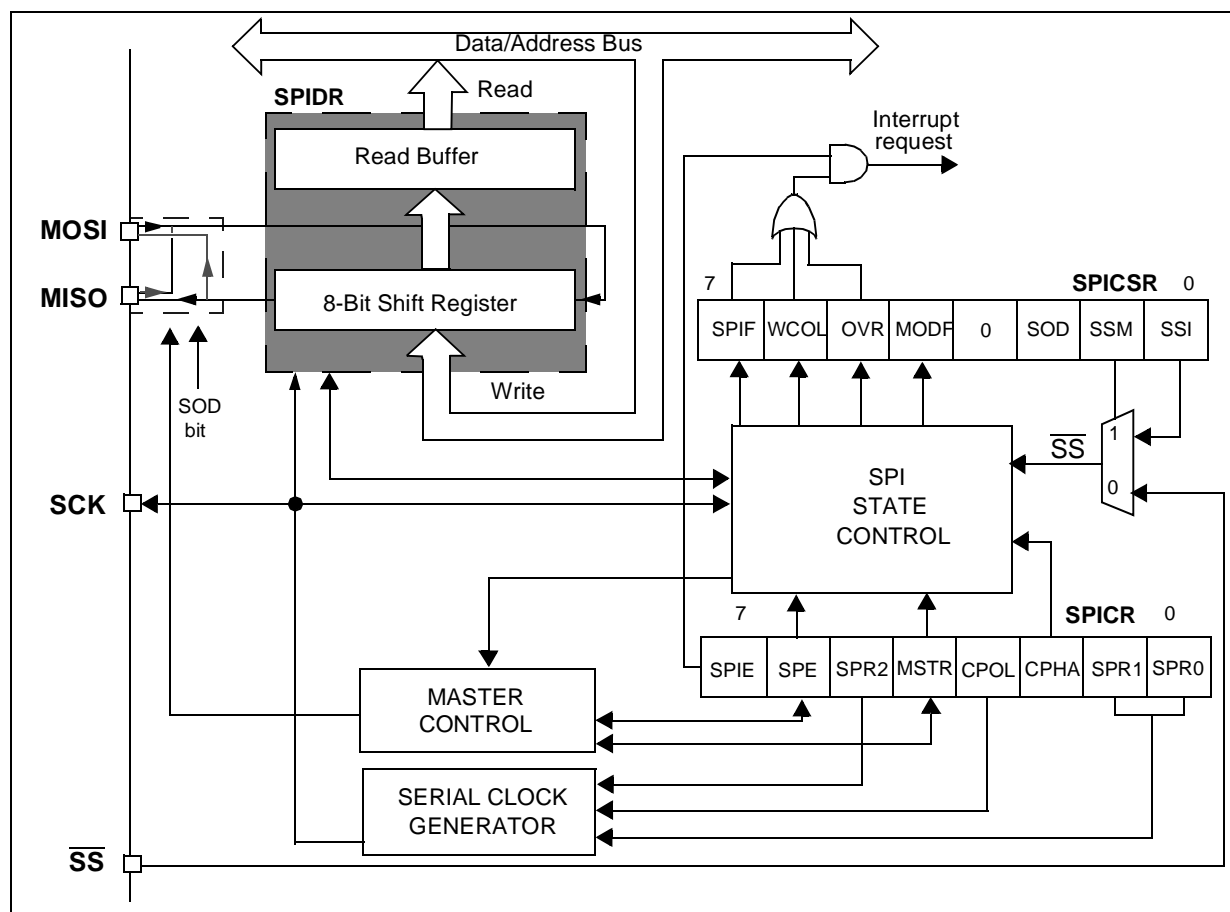 Data/Address Bus
SPIDR
Read
Read Buffer
Interrupt
request
MOSI
MISO
8-Bit Shift Register
7
SPICSR
0
SPIF
WCOL
OVR
MODF
0
SOD
SSM
SSI
Write
SOD
bit
1
SS
0
SCK
SPI
STATE
CONTROL
7
SPICR
0
SPIE
SPE
SPR2
MSTR
CPOL
CPHA
SPR1
SPR0
MASTER
CONTROL
SERIAL CLOCK
GENERATOR
SS